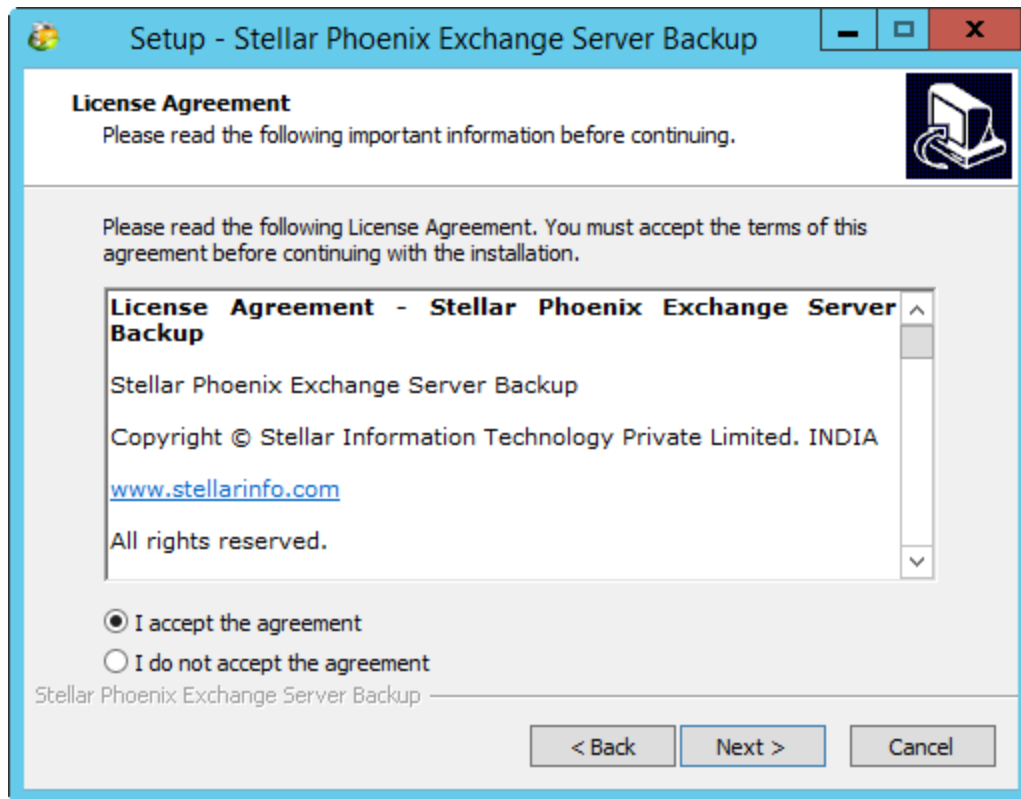 Setup - Stellar Phoenix Exchange Server Backup
License Agreement
Please read the following important information before continuing.
Please read the following License Agreement. You must accept the terms of this
agreement before continuing with the installation.
License Agreement - Stellar Phoenix Exchange Server
Backup
Stellar Phoenix Exchange Server Backup
Copyright © Stellar Information Technology Private Limited. INDIA
www.stellarinfo.com
All rights reserved.
I accept the agreement
I do not accept the agreement
Stellar Phoenix Exchange Server Backup
< Back Next > Cancel